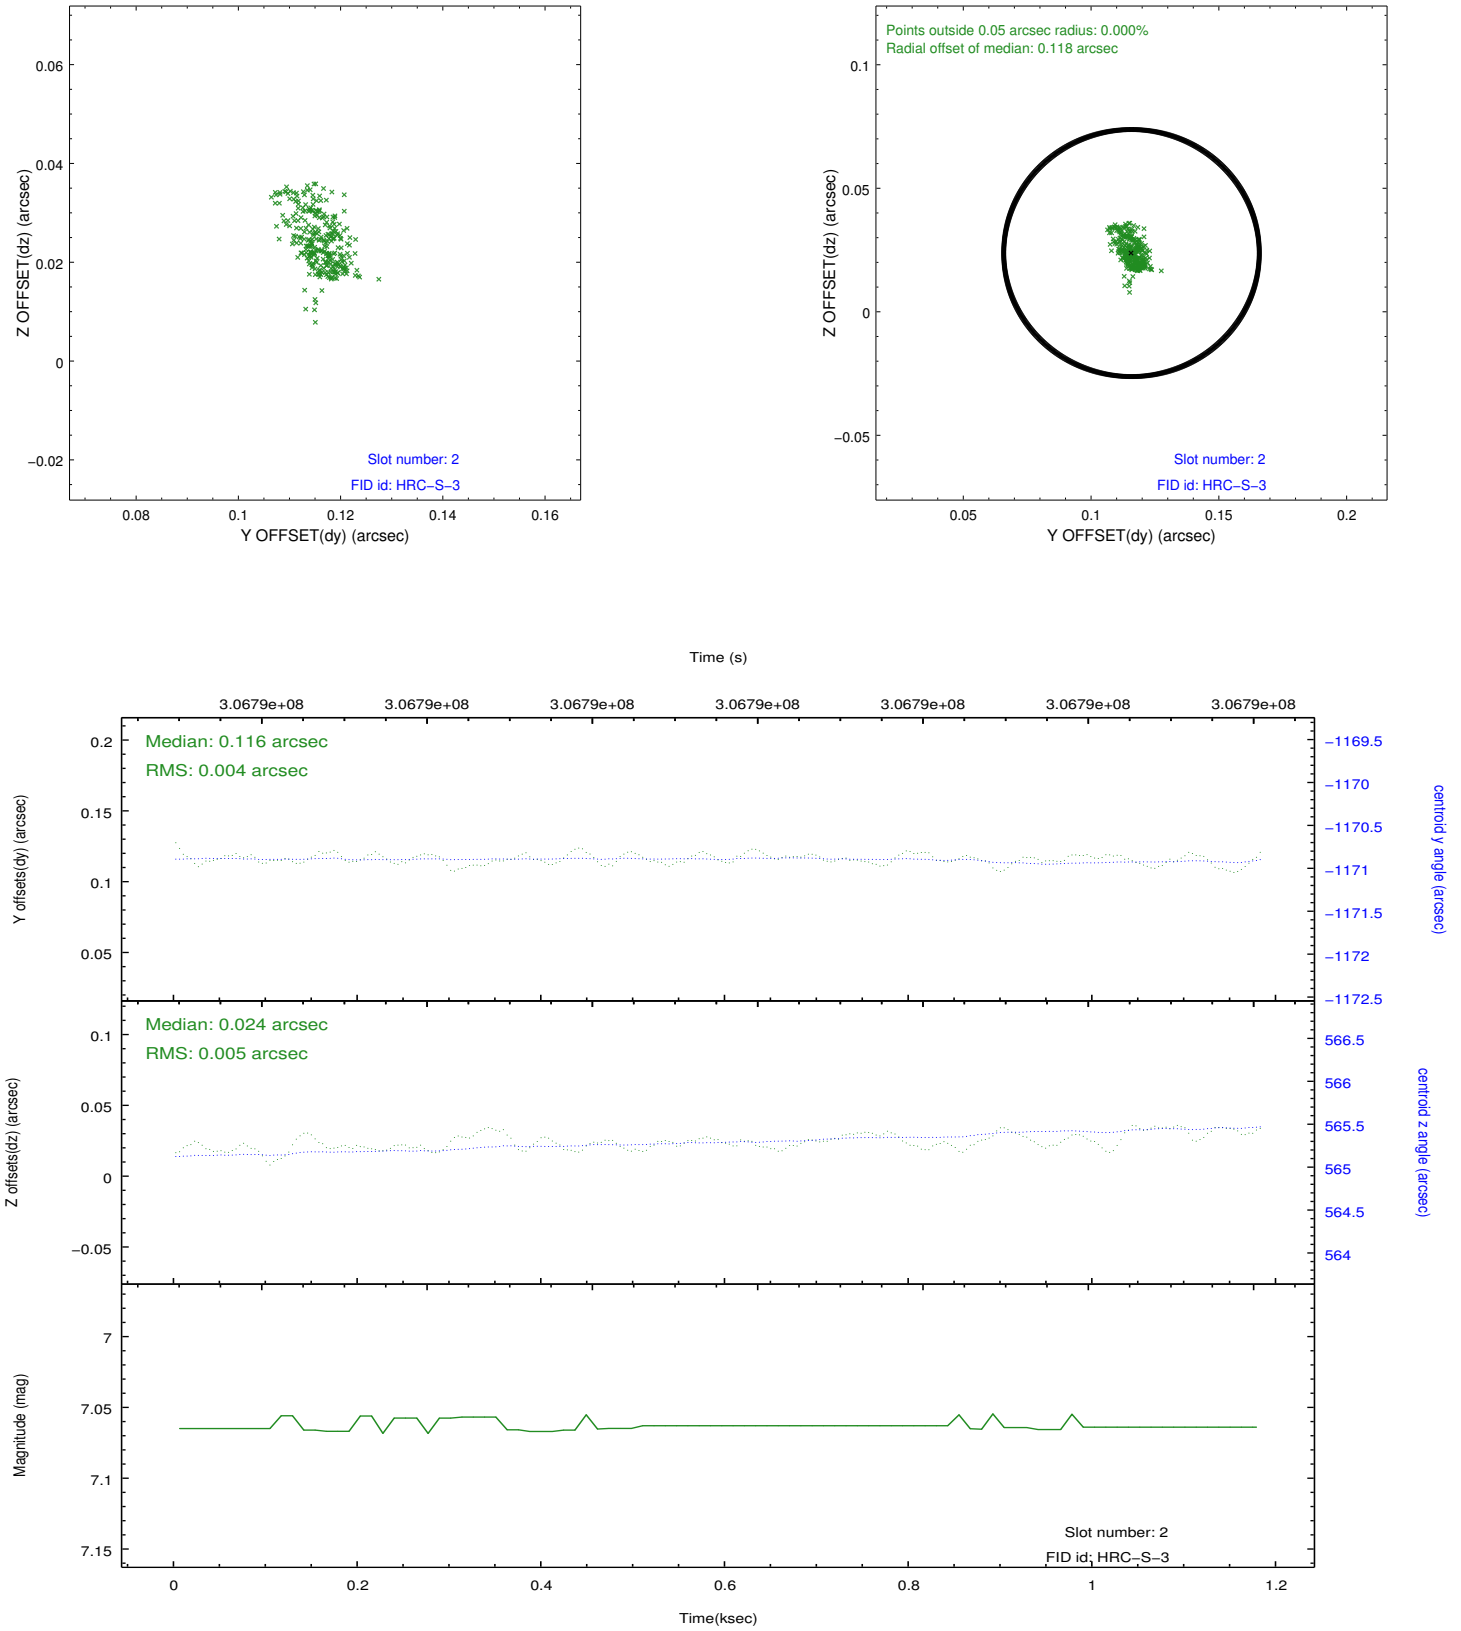 0.06
0.04
0.02
0
−0.02
Z OFFSET(dz) (arcsec)
Slot number: 2
FID id: HRC−S−3
0.08 0.1 0.12 0.14 0.16
Y OFFSET(dy) (arcsec)
Points outside 0.05 arcsec radius: 0.000%
Radial offset of median: 0.118 arcsec
0.1
0.05
0
−0.05
Z OFFSET(dz) (arcsec)
Slot number: 2
FID id: HRC−S−3
0.05 0.1 0.15 0.2
Y OFFSET(dy) (arcsec)
Time (s)
3.0679e+08 3.0679e+08 3.0679e+08 3.0679e+08 3.0679e+08 3.0679e+08 3.0679e+08
Median: 0.116 arcsec
RMS: 0.004 arcsec
0.2
0.15
0.1
0.05
Y offsets(dy) (arcsec)
−1169.5
−1170
−1170.5
−1171
−1171.5
−1172
−1172.5
centroid y angle (arcsec)
Median: 0.024 arcsec
RMS: 0.005 arcsec
0.1
0.05
0
−0.05
Z offsets(dz) (arcsec)
566.5
566
565.5
565
564.5
564
centroid z angle (arcsec)
7
7.05
7.1
7.15
Magnitude (mag)
Slot number: 2
FID id: HRC−S−3
0 0.2 0.4 0.6 0.8 1 1.2
Time(ksec)